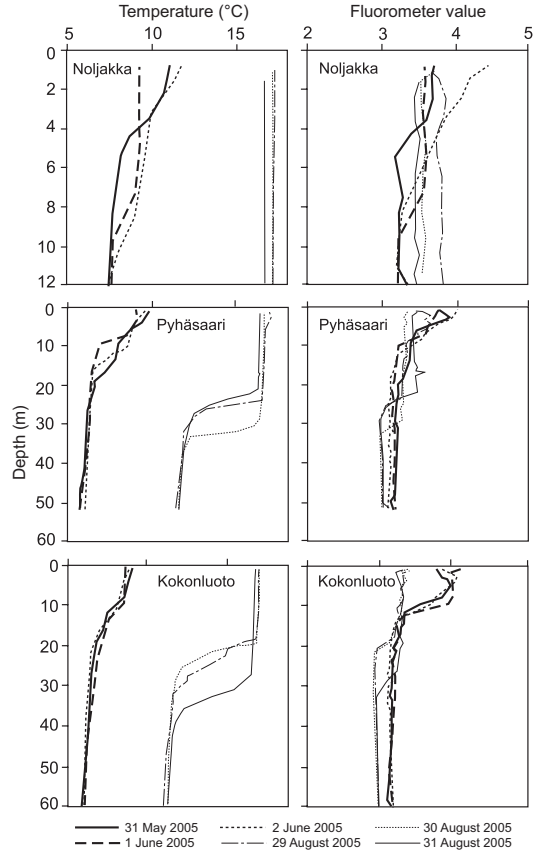 Temperature (°C)
Fluorometer value
5 10 15
2 3 4 5
0
2
4
6
8
10
12
Noljakka
Noljakka
0
10
20
30
40
50
60
Pyhäsaari
Pyhäsaari
Depth (m)
0
10
20
30
40
50
60
Kokonluoto
Kokonluoto
31 May 2005
2 June 2005
30 August 2005
1 June 2005
29 August 2005
31 August 2005